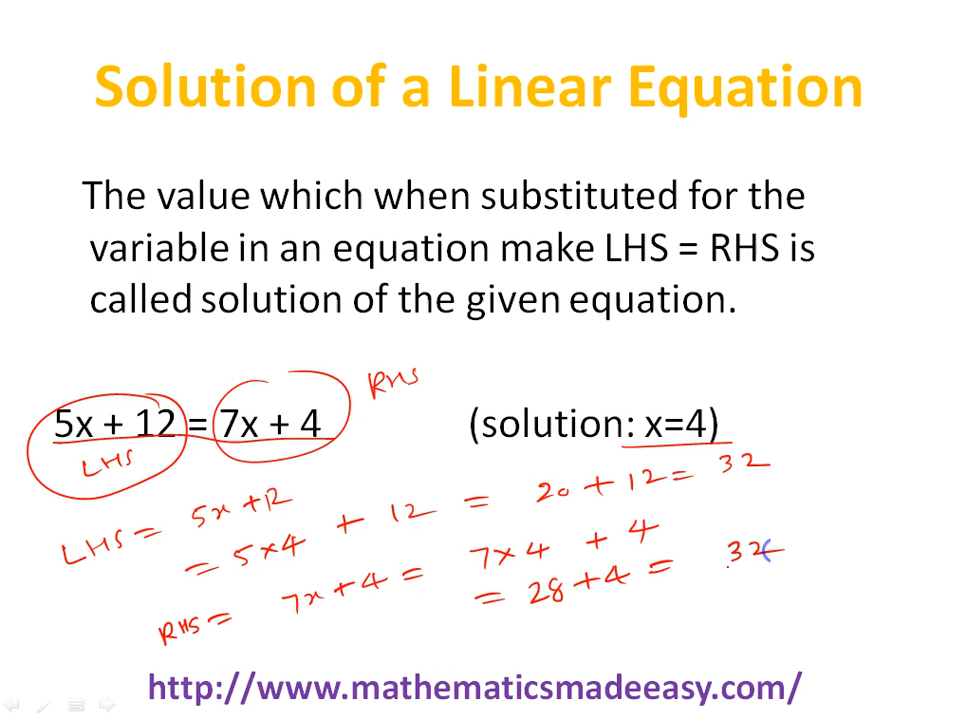 Solution of a Linear Equation
The value which when substituted for the
variable in an equation make LHS = RHS is
called solution of the given equation.
RHS
5x + 12 = 7x + 4 (solution: x=4)
LHS
LHS = 5x+12
= 5×4 + 12 = 20 + 12 = 32
RHS = 7x+4 = 7×4 + 4
= 28+4 = 32
http://www.mathematicsmadeeasy.com/